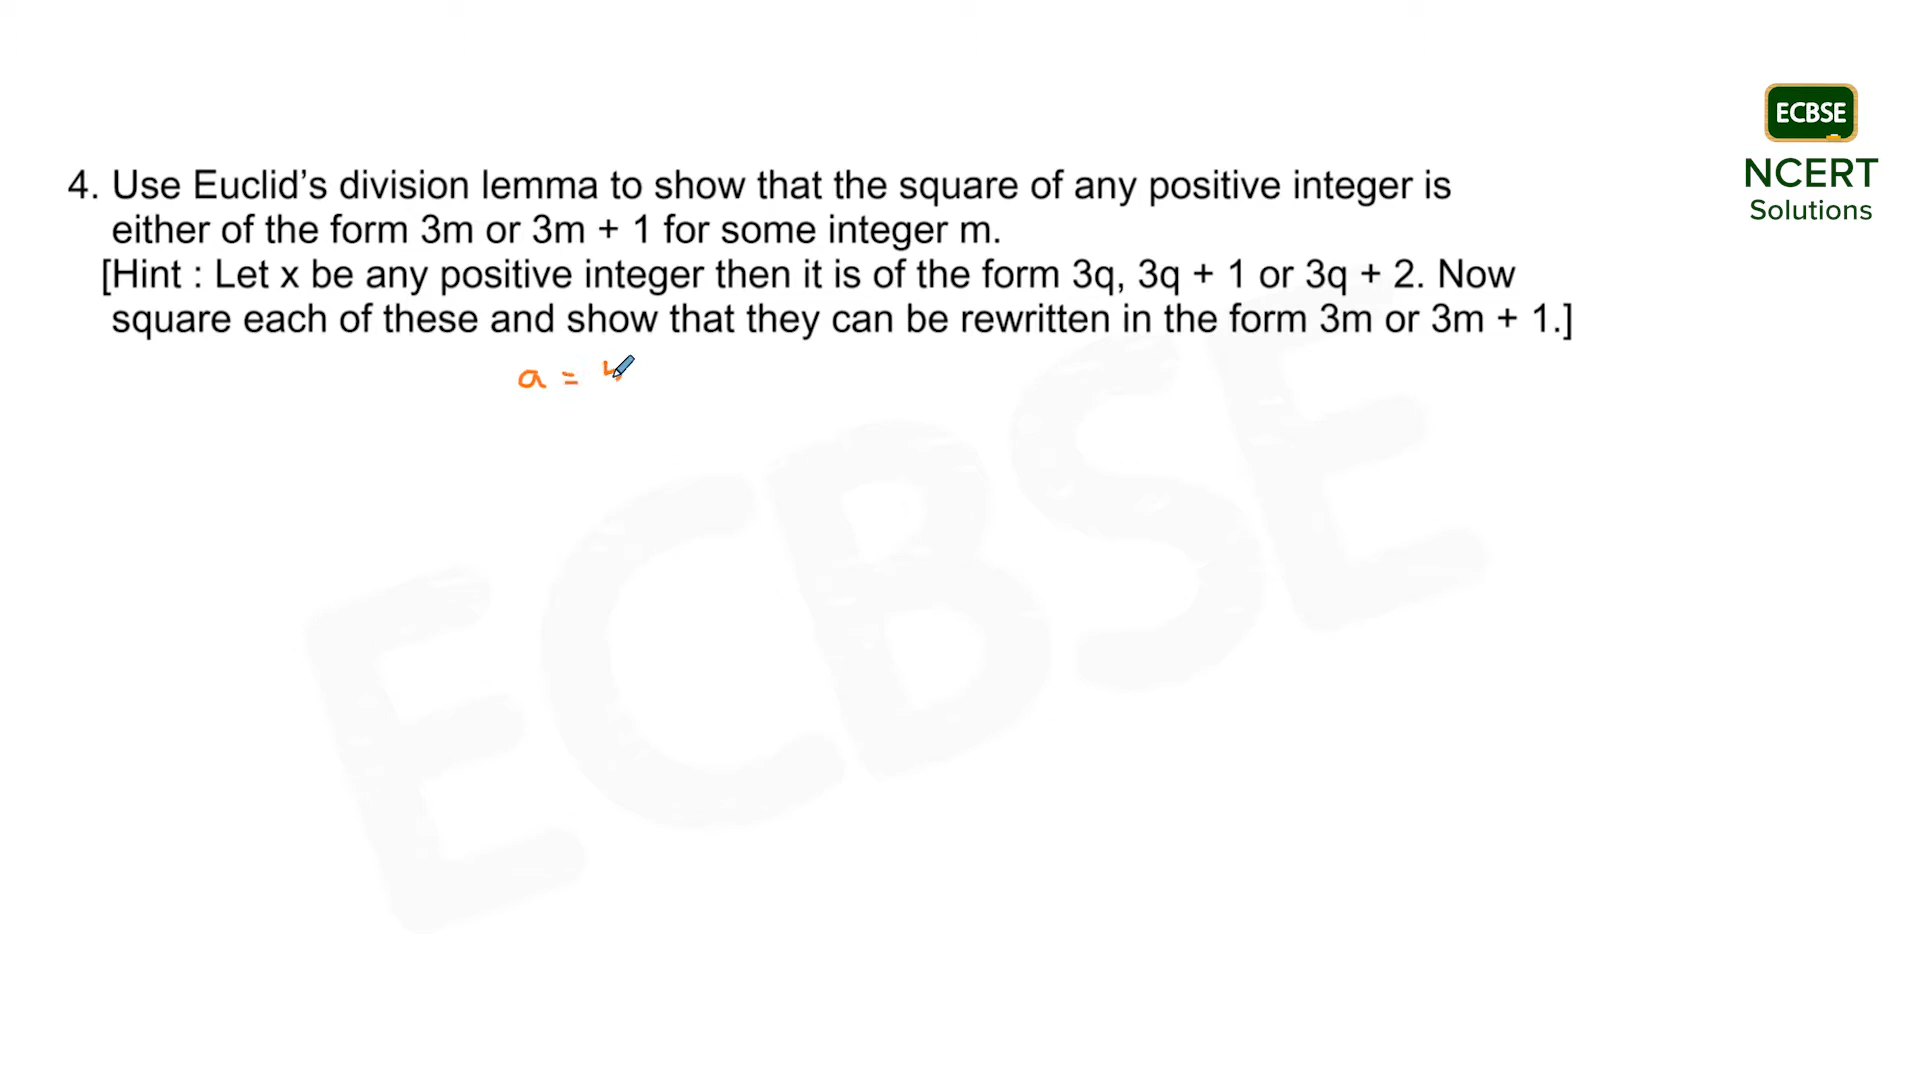 ECBSE
NCERT
Solutions
4. Use Euclid’s division lemma to show that the square of any positive integer is
either of the form 3m or 3m + 1 for some integer m.
[Hint : Let x be any positive integer then it is of the form 3q, 3q + 1 or 3q + 2. Now
square each of these and show that they can be rewritten in the form 3m or 3m + 1.]
a =
ECBSE